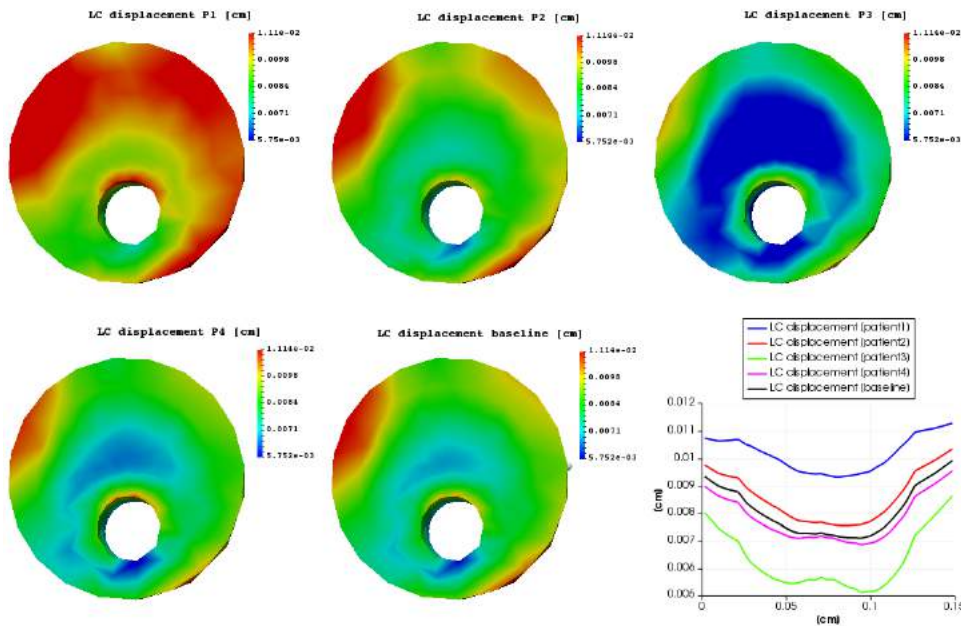 LC displacement P1 [cm]
1.11e-02
0.0098
0.0084
0.0071
5.75e-03
LC displacement P2 [cm]
1.114e-02
0.0098
0.0084
0.0071
5.752e-03
LC displacement P3 [cm]
1.114e-02
0.0098
0.0084
0.0071
5.752e-03
LC displacement P4 [cm]
1.114e-02
0.0098
0.0084
0.0071
5.752e-03
LC displacement baseline [cm]
1.114e-02
0.0098
0.0084
0.0071
5.752e-03
LC displacement (patient1)
LC displacement (patient2)
LC displacement (patient3)
LC displacement (patient4)
LC displacement (baseline)
0.012
0.011
0.01
0.009
0.008
0.007
0.006
0.005
(cm)
0
0.05
0.1
0.15
(cm)